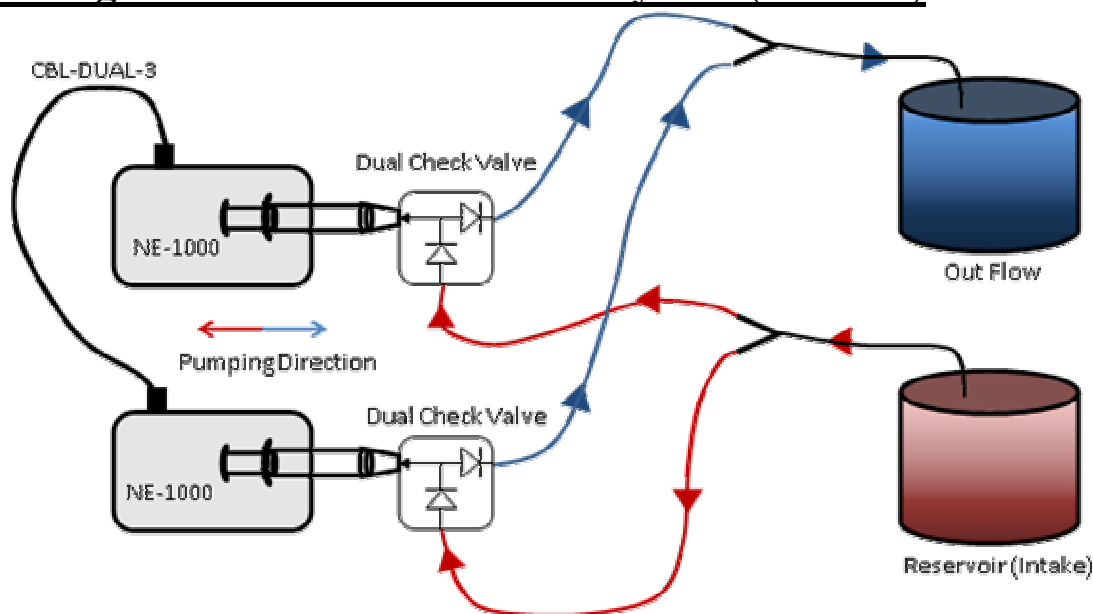 CBL-DUAL-3
Dual Check Valve
NE-1000
Out Flow
Pumping Direction
Dual Check Valve
NE-1000
Reservoir (Intake)